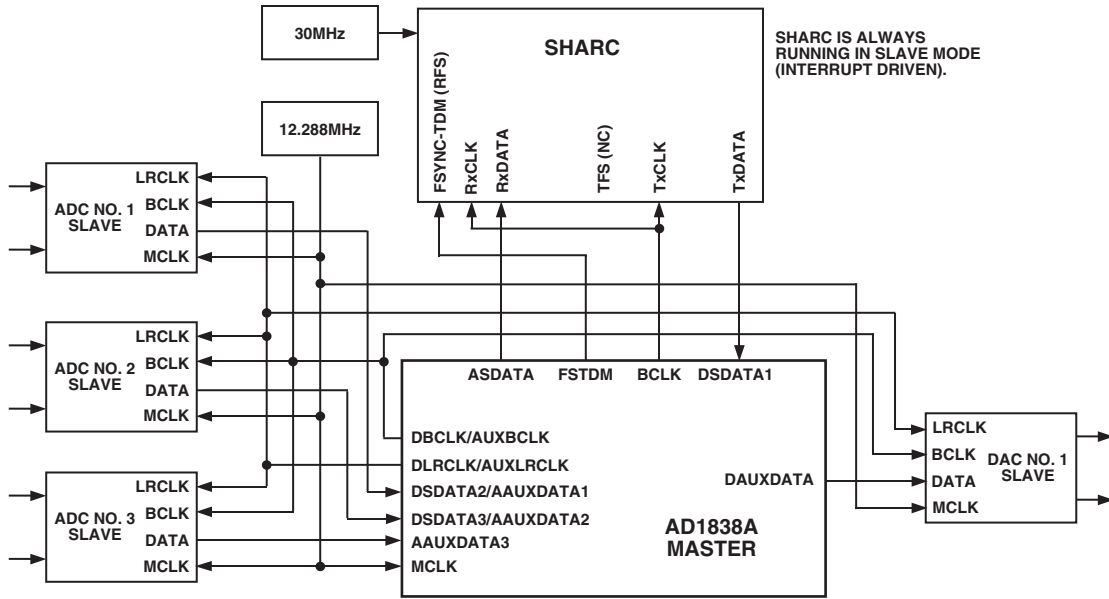 30MHz
SHARC
SHARC IS ALWAYS
RUNNING IN SLAVE MODE
(INTERRUPT DRIVEN).
12.288MHz
FSYNC-TDM (RFS)
RxCLK
RxDATA
TFS (NC)
TxCLK
TxDATA
ADC NO. 1
SLAVE
LRCLK
BCLK
DATA
MCLK
ADC NO. 2
SLAVE
LRCLK
BCLK
DATA
MCLK
ADC NO. 3
SLAVE
LRCLK
BCLK
DATA
MCLK
ASDATA
FSTDM
BCLK
DSDATA1
DBCLK/AUXBCLK
DLRCLK/AUXLRCLK
DSDATA2/AAUXDATA1
DSDATA3/AAUXDATA2
AAUXDATA3
MCLK
DAUXDATA
AD1838A
MASTER
LRCLK
BCLK
DATA
MCLK
DAC NO. 1
SLAVE